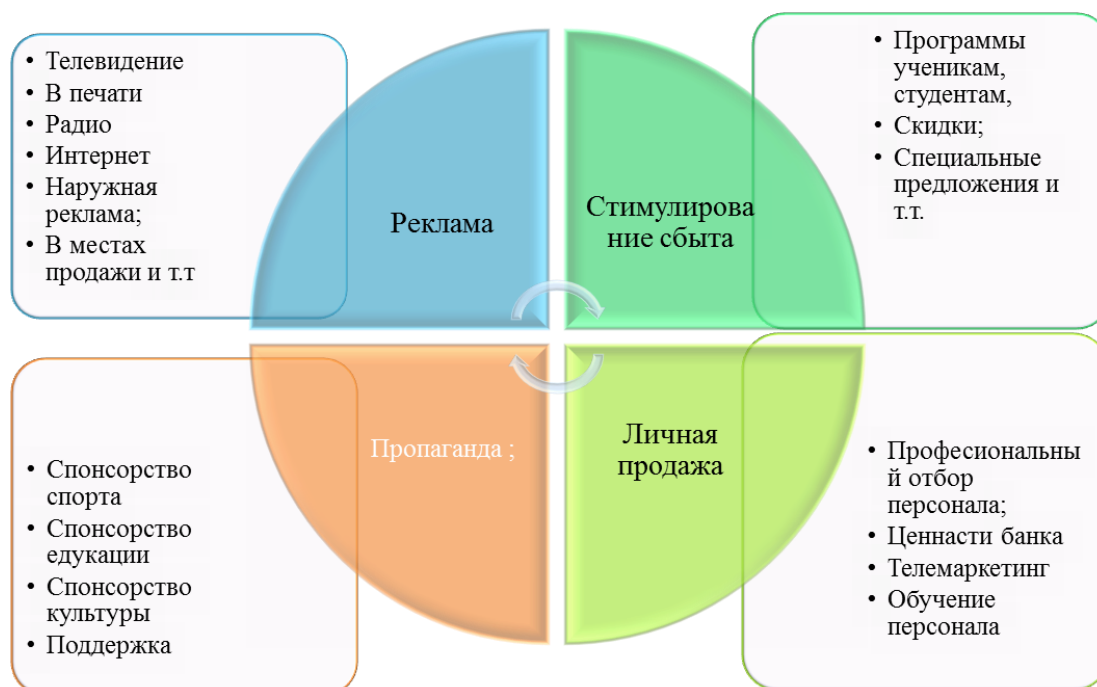 • Телевидение
• В печати
• Радио
• Интернет
• Наружная
реклама;
• В местах
продажи и т.т
Реклама
Стимулирова
ние сбыта
• Программы
ученикам,
студентам,
• Скидки;
• Специальные
предложения и
т.т.
• Спонсорство
спорта
• Спонсорство
едукации
• Спонсорство
культуры
• Поддержка
Пропаганда ;
Личная
продажа
• Професиональны
й отбор
персонала;
• Ценнасти банка
• Телемаркетинг
• Обучение
персонала